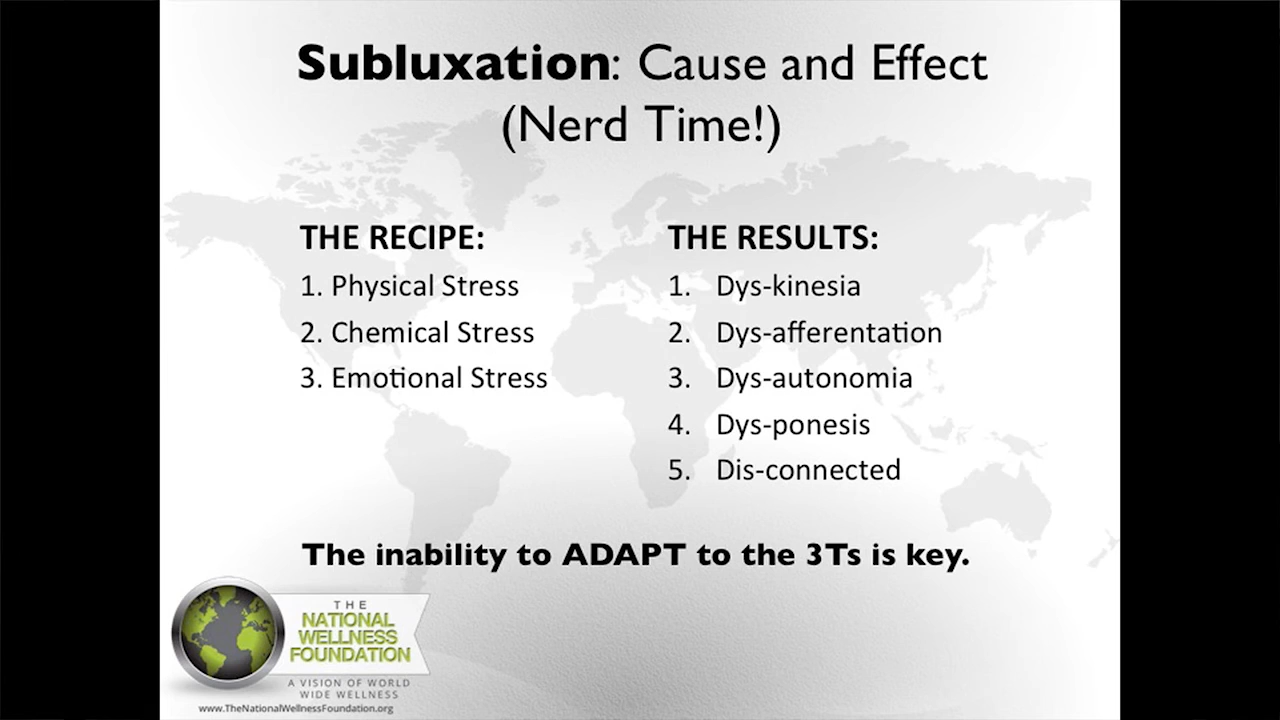 Subluxation: Cause and Effect
(Nerd Time!)
THE RECIPE:
1. Physical Stress
2. Chemical Stress
3. Emotional Stress
THE RESULTS:
1. Dys-kinesia
2. Dys-afferentation
3. Dys-autonomia
4. Dys-ponesis
5. Dis-connected
The inability to ADAPT to the 3Ts is key.
THE
NATIONAL
WELLNESS
FOUNDATION
A VISION OF WORLD
WIDE WELLNESS
www.TheNationalWellnessFoundation.org